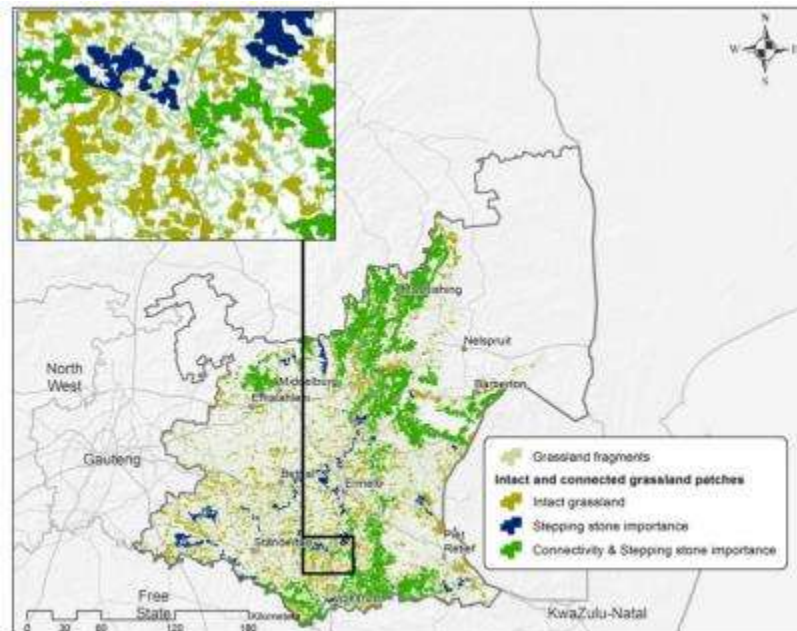 N
W E
S
Nelspruit
North
West
Middelburg
Barberton
Emalahleni
Gauteng
Bethal
Ermelo
Standerton
Piet
Retief
Free
State
KwaZulu-Natal
0 30 60 120 180
Kilometers
Grassland fragments
Intact and connected grassland patches
Intact grassland
Stepping stone importance
Connectivity & Stepping stone importance